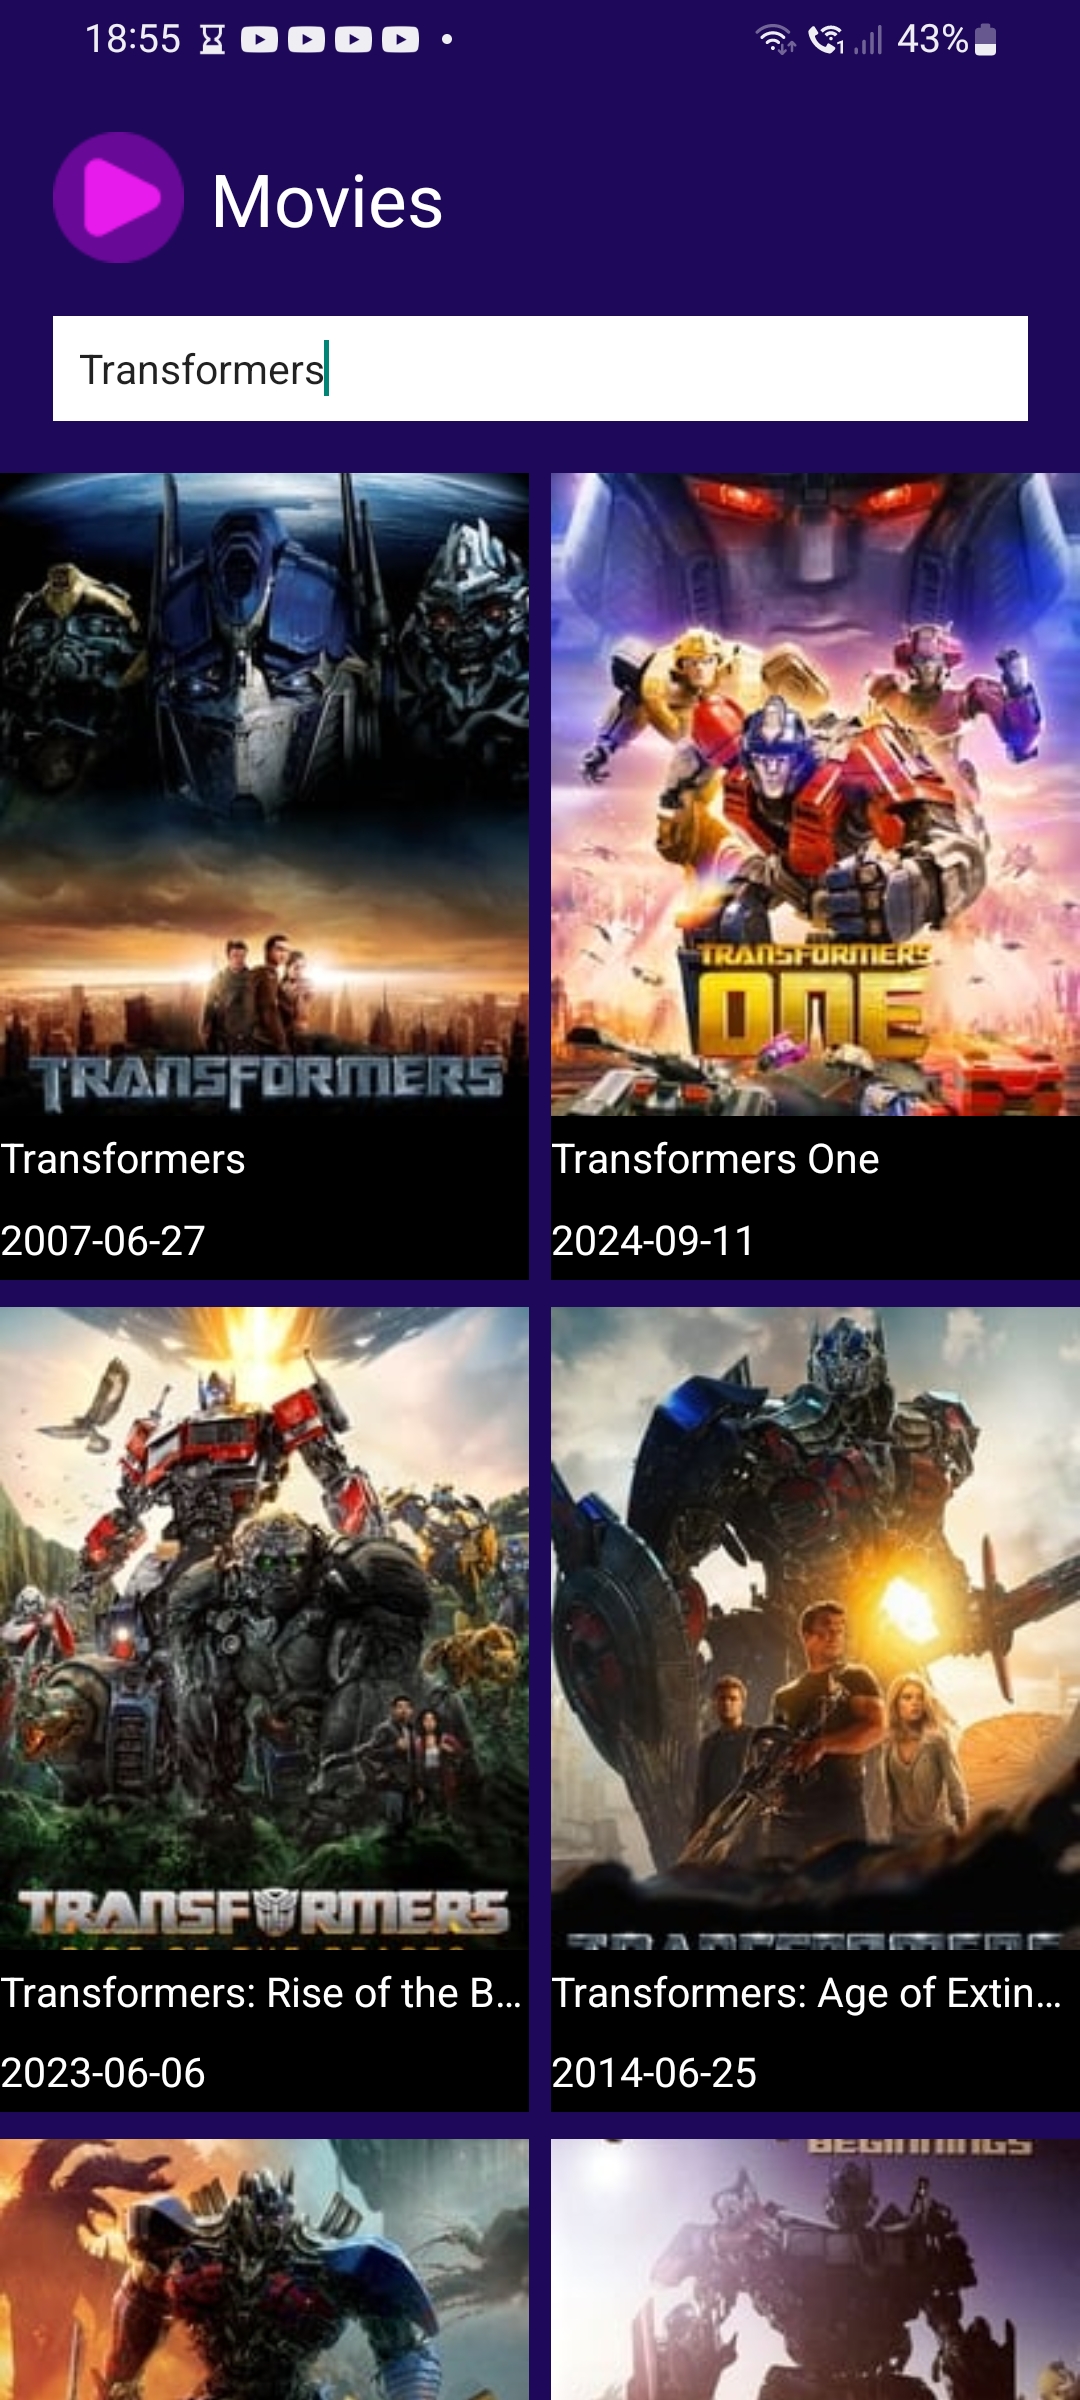 18:55
1
43%
Movies
Transformers
TRANSFORMERS
TRANSFORMERS
ONE
Transformers
Transformers One
2007-06-27
2024-09-11
TRANSFORMERS
Transformers: Rise of the B...
Transformers: Age of Extin...
2023-06-06
2014-06-25
BEGINNINGS